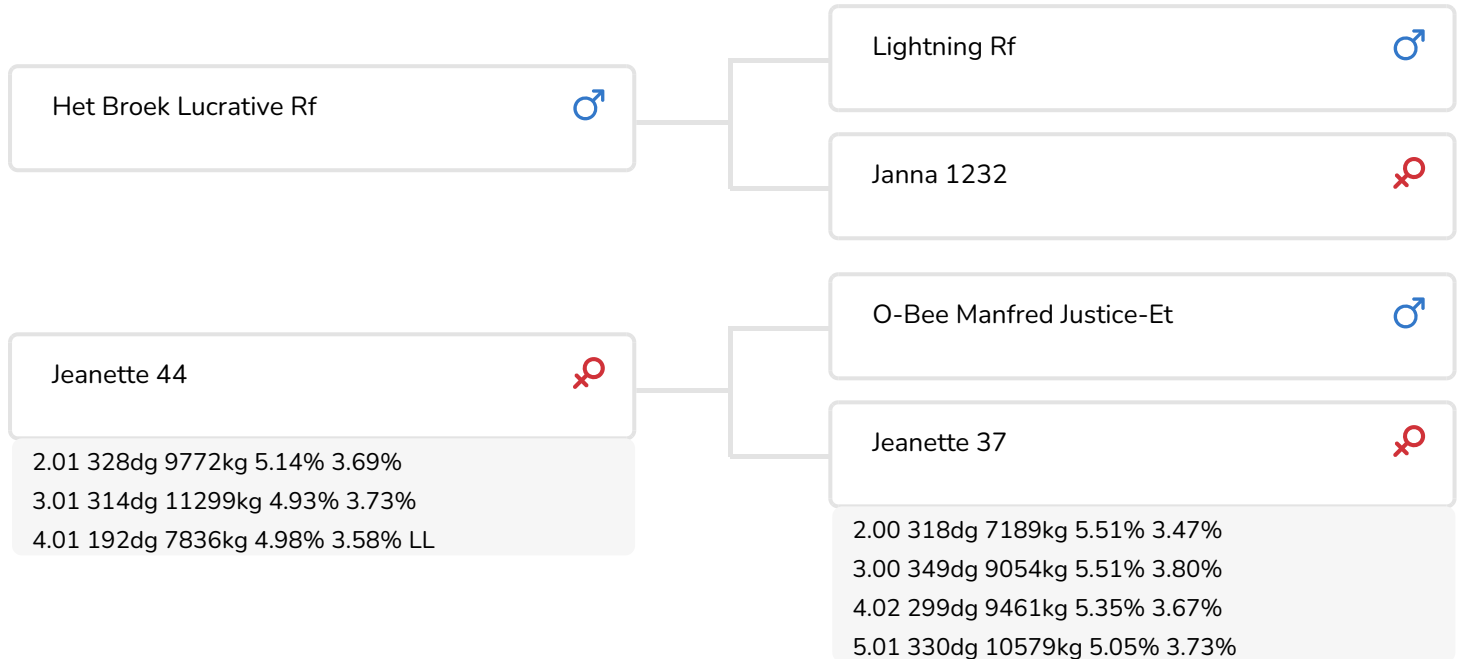 Het Broek Lucrative Rf
Lightning Rf
Janna 1232
Jeanette 44
2.01 328dg 9772kg 5.14% 3.69%
3.01 314dg 11299kg 4.93% 3.73%
4.01 192dg 7836kg 4.98% 3.58% LL
O-Bee Manfred Justice-Et
Jeanette 37
2.00 318dg 7189kg 5.51% 3.47%
3.00 349dg 9054kg 5.51% 3.80%
4.02 299dg 9461kg 5.35% 3.67%
5.01 330dg 10579kg 5.05% 3.73%